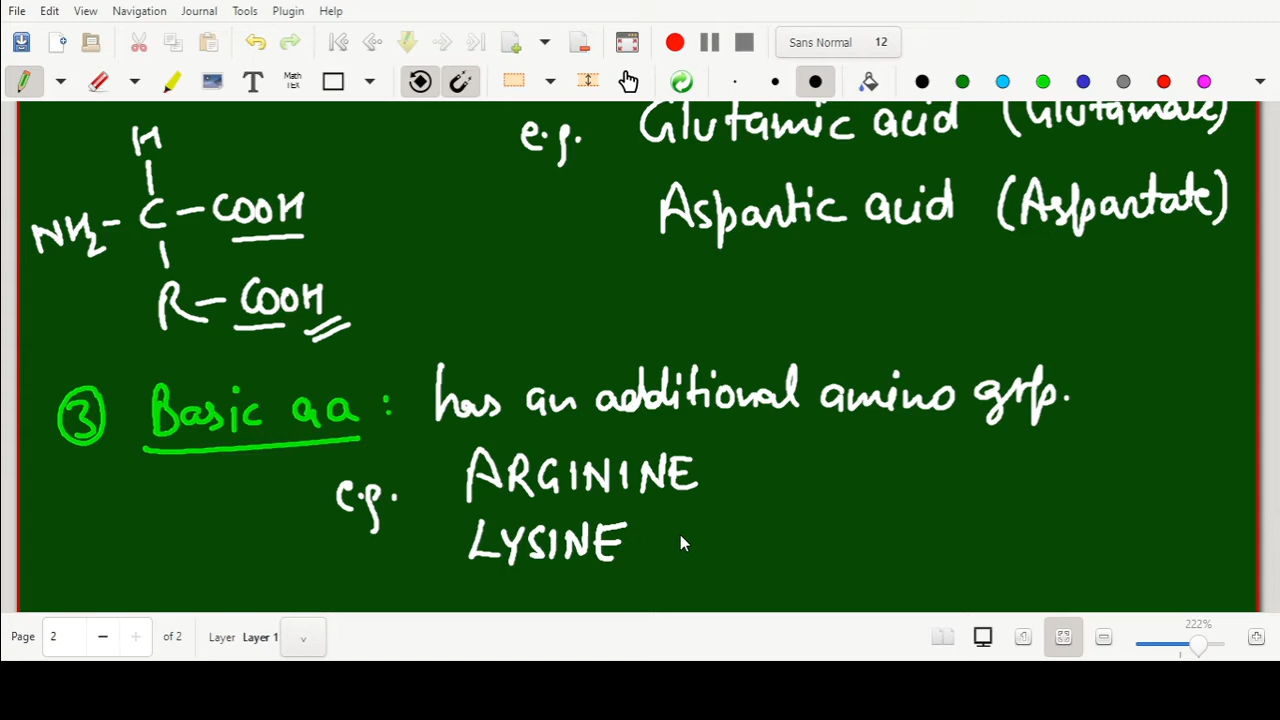 File Edit View Navigation Journal Tools Plugin Help
Sans Normal 12
T Math TEX
H
e.g. Glutamic acid (Glutamate)
NH2 - C - COOH
Aspartic acid (Aspartate)
R - COOH
③ Basic aa : has an additional amino grp.
e.g. ARGININE
LYSINE
Page 2 of 2 Layer Layer 1 222%